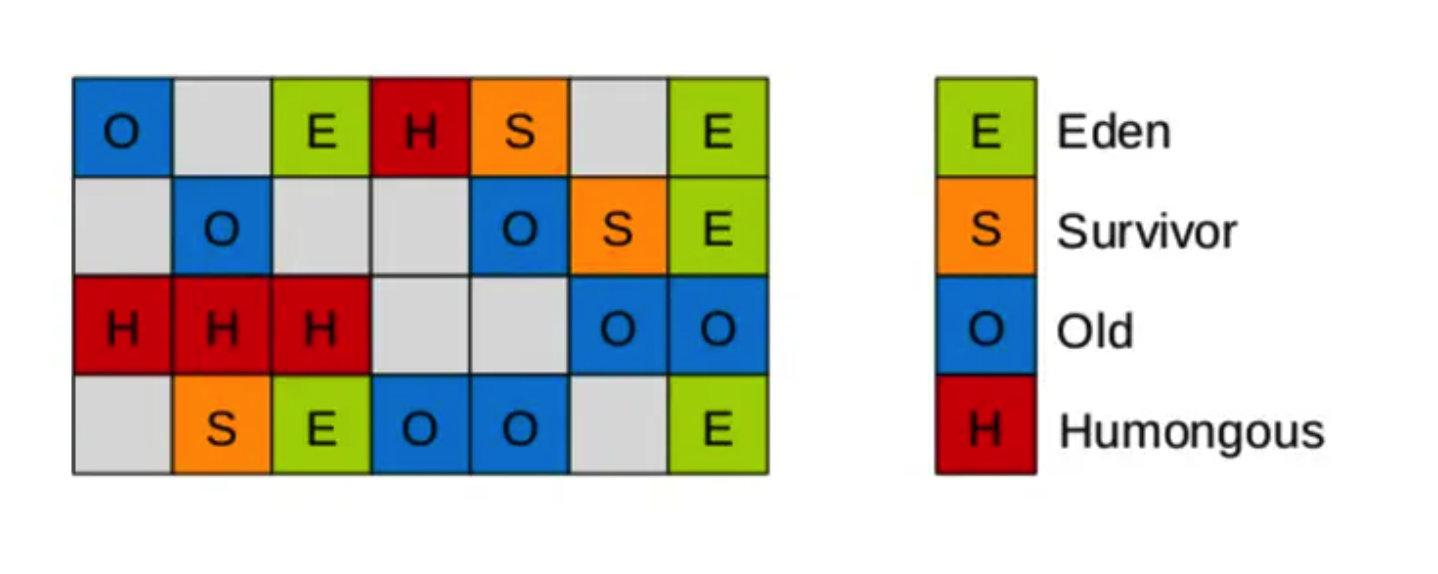 O E H S E
O O S E
H H H O O
S E O O E
E Eden
S Survivor
O Old
H Humongous